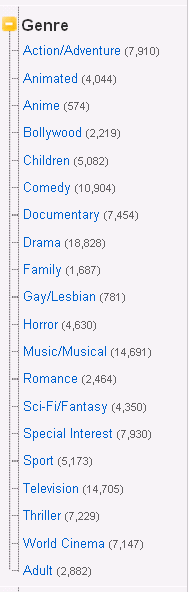 Genre
Action/Adventure (7,910)
Animated (4,044)
Anime (574)
Bollywood (2,219)
Children (5,082)
Comedy (10,904)
Documentary (7,454)
Drama (18,828)
Family (1,687)
Gay/Lesbian (781)
Horror (4,630)
Music/Musical (14,691)
Romance (2,464)
Sci-Fi/Fantasy (4,350)
Special Interest (7,930)
Sport (5,173)
Television (14,705)
Thriller (7,229)
World Cinema (7,147)
Adult (2,882)